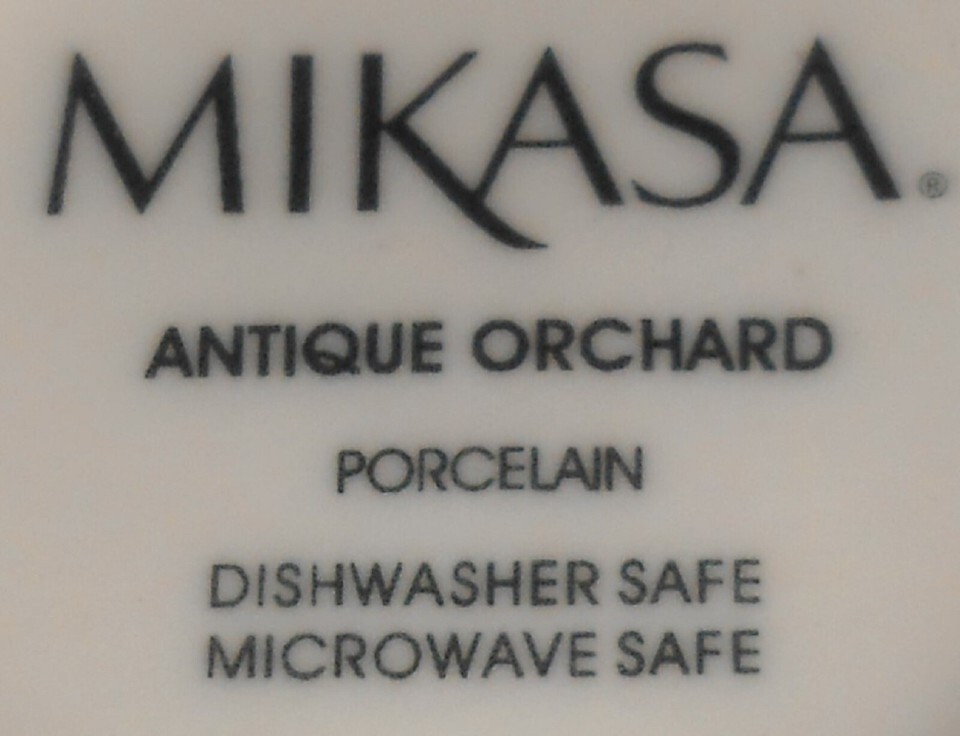 MIKASA®
ANTIQUE ORCHARD
PORCELAIN
DISHWASHER SAFE
MICROWAVE SAFE